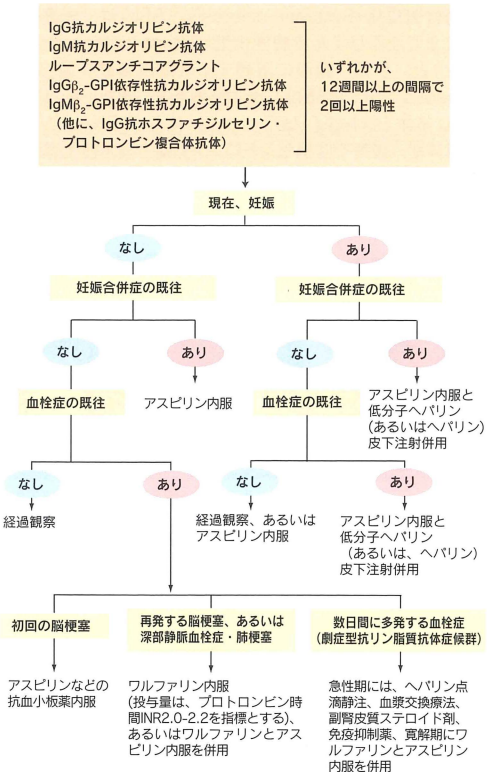 IgG抗カルジオリピン抗体
IgM抗カルジオリピン抗体
ループスアンチコアグラント
IgGβ₂-GPI依存性抗カルジオリピン抗体
IgMβ₂-GPI依存性抗カルジオリピン抗体
（他に、IgG抗ホスファチジルセリン・
プロトロンビン複合体抗体）
いずれかが、
12週間以上の間隔で
2回以上陽性
現在、妊娠
なし
あり
妊娠合併症の既往
妊娠合併症の既往
なし
あり
なし
あり
血栓症の既往
アスピリン内服
血栓症の既往
アスピリン内服と
低分子ヘパリン
(あるいはヘパリン)
皮下注射併用
なし
あり
なし
あり
経過観察
経過観察、あるいは
アスピリン内服
アスピリン内服と
低分子ヘパリン
（あるいは、ヘパリン）
皮下注射併用
初回の脳梗塞
再発する脳梗塞、あるいは
深部静脈血栓症・肺梗塞
数日間に多発する血栓症
(劇症型抗リン脂質抗体症候群)
アスピリンなどの
抗血小板薬内服
ワルファリン内服
(投与量は、プロトロンビン時
間INR2.0-2.2を指標とする)、
あるいはワルファリンとアス
ピリン内服を併用
急性期には、ヘパリン点
滴静注、血漿交換療法、
副腎皮質ステロイド剤、
免疫抑制薬、寛解期にワ
ルファリンとアスピリン
内服を併用